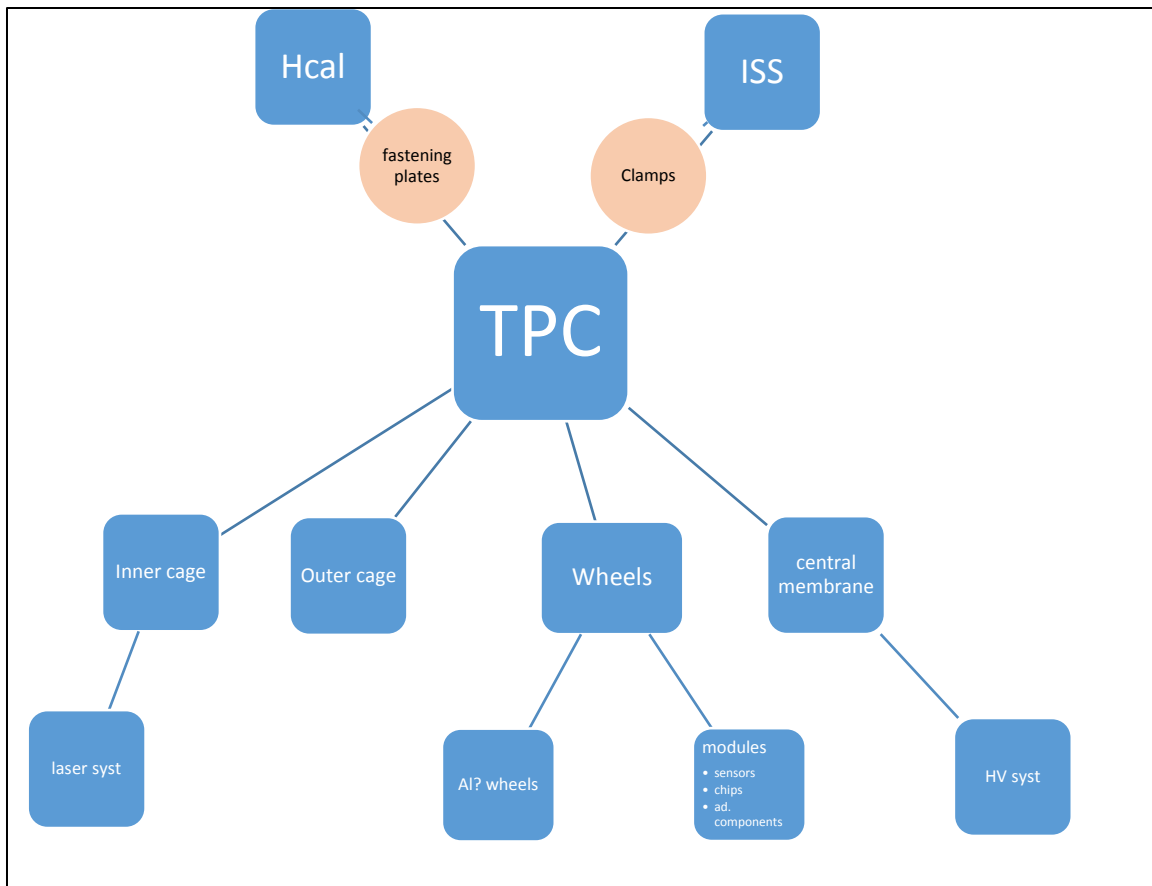 Hcal
ISS
fastening
plates
Clamps
TPC
Inner cage
Outer cage
Wheels
central
membrane
laser syst
Al? wheels
modules
• sensors
• chips
• ad.
components
HV syst